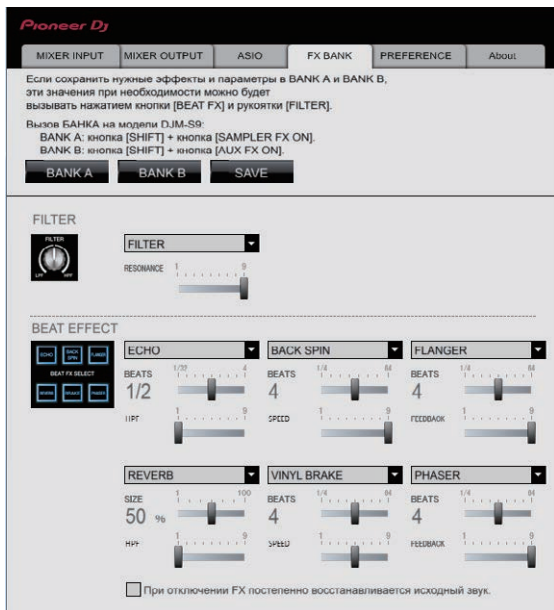 Pioneer Dj
MIXER INPUT MIXER OUTPUT ASIO FX BANK PREFERENCE About
Если сохранить нужные эффекты и параметры в BANK A и BANK B,
эти значения при необходимости можно будет
вызывать нажатием кнопки [BEAT FX] и рукоятки [FILTER].
Вызов БАНКА на модели DJM-S9:
BANK A: кнопка [SHIFT] + кнопка [SAMPLER FX ON].
BANK B: кнопка [SHIFT] + кнопка [AUX FX ON].
BANK A BANK B SAVE
FILTER
FILTER
LPF HPF
FILTER
RESONANCE 1 9
BEAT EFFECT
ECHO BACK SPIN FLANGER
BEAT FX SELECT
REVERB BRAKE PHASER
ECHO BACK SPIN FLANGER
BEATS 1/32 4 BEATS 1/4 64 BEATS 1/4 64
1/2 4 4
HPF 1 9 SPEED 1 9 FEEDBACK 1 9
REVERB VINYL BRAKE PHASER
SIZE 1 100 BEATS 1/4 64 BEATS 1/4 64
50 % 4 4
HPF 1 9 SPEED 1 9 FEEDBACK 1 9
При отключении FX постепенно восстанавливается исходный звук.